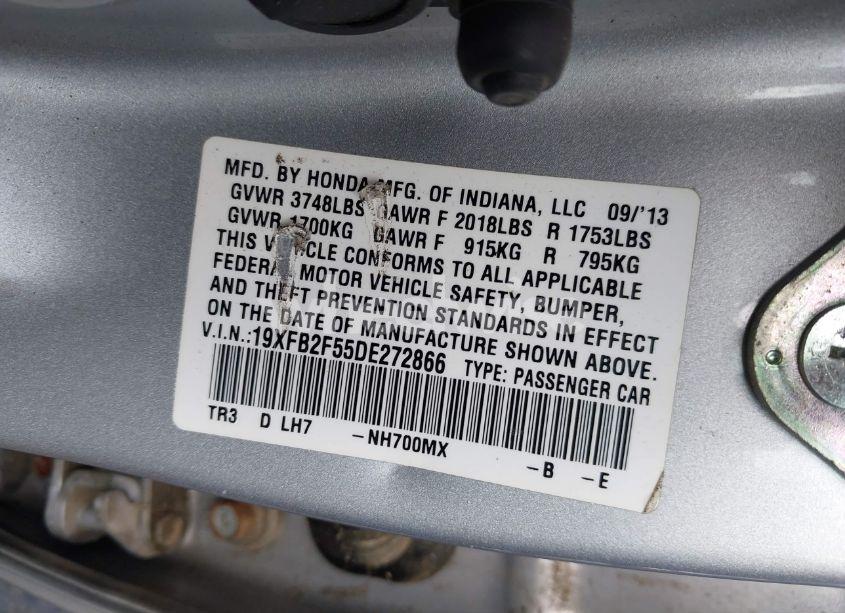 MFD. BY HONDA MFG. OF INDIANA, LLC 09/'13
GVWR 3748LBS GAWR F 2018LBS R 1753LBS
GVWR 1700KG GAWR F 915KG R 795KG
THIS VEHICLE CONFORMS TO ALL APPLICABLE
FEDERAL MOTOR VEHICLE SAFETY, BUMPER,
AND THEFT PREVENTION STANDARDS IN EFFECT
ON THE DATE OF MANUFACTURE SHOWN ABOVE.
V.I.N.:19XFB2F55DE272866 TYPE: PASSENGER CAR
TR3 D LH7 -NH700MX -B -E